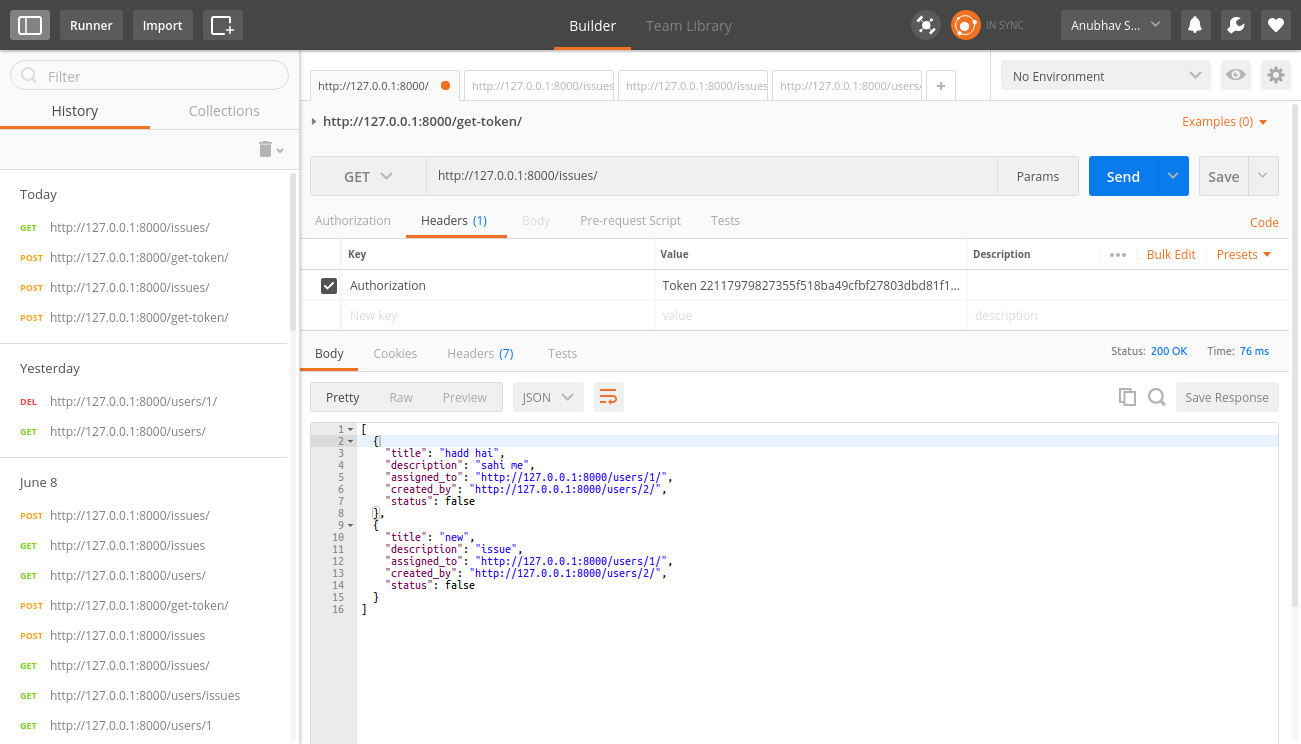 Runner Import Builder Team Library IN SYNC Anubhav S...
Filter
History Collections
Today
GET http://127.0.0.1:8000/issues/
POST http://127.0.0.1:8000/get-token/
POST http://127.0.0.1:8000/issues/
POST http://127.0.0.1:8000/get-token/
Yesterday
DEL http://127.0.0.1:8000/users/1/
GET http://127.0.0.1:8000/users/
June 8
POST http://127.0.0.1:8000/issues/
GET http://127.0.0.1:8000/issues
GET http://127.0.0.1:8000/users/
POST http://127.0.0.1:8000/get-token/
POST http://127.0.0.1:8000/issues
GET http://127.0.0.1:8000/issues/
GET http://127.0.0.1:8000/users/issues
GET http://127.0.0.1:8000/users/1
http://127.0.0.1:8000/ http://127.0.0.1:8000/issues http://127.0.0.1:8000/issues http://127.0.0.1:8000/users/ + No Environment
http://127.0.0.1:8000/get-token/ Examples (0)
GET http://127.0.0.1:8000/issues/ Params Send Save
Authorization Headers (1) Body Pre-request Script Tests Code
Key Value Description ••• Bulk Edit Presets
Authorization Token 22117979827355f518ba49cfbf27803dbd81f1...
New key value description
Body Cookies Headers (7) Tests Status: 200 OK Time: 76 ms
Pretty Raw Preview JSON Save Response
1 [
2 {
3 "title": "hadd hai",
4 "description": "sahi me",
5 "assigned_to": "http://127.0.0.1:8000/users/1/",
6 "created_by": "http://127.0.0.1:8000/users/2/",
7 "status": false
8 },
9 {
10 "title": "new",
11 "description": "issue",
12 "assigned_to": "http://127.0.0.1:8000/users/1/",
13 "created_by": "http://127.0.0.1:8000/users/2/",
14 "status": false
15 }
16 ]